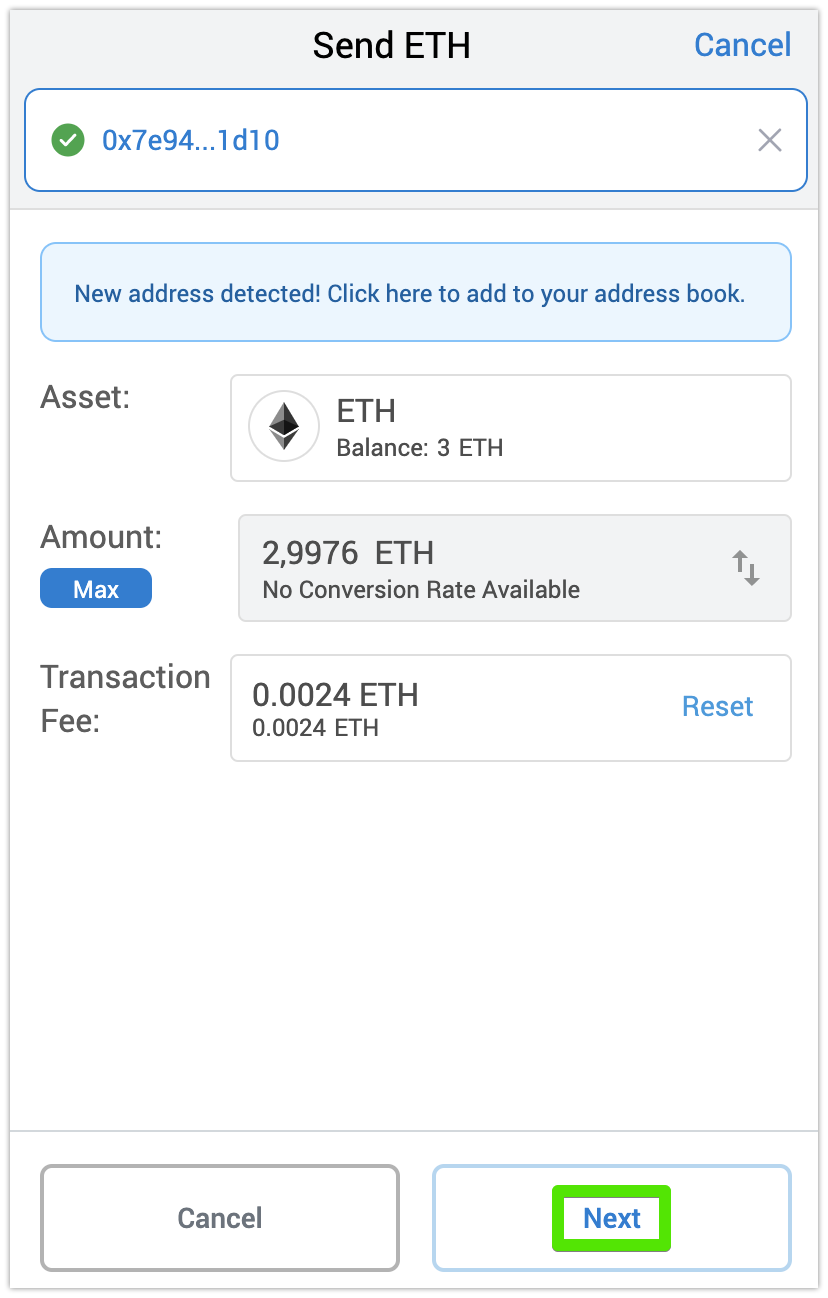 Send ETH
Cancel
0x7e94...1d10
New address detected! Click here to add to your address book.
Asset:
ETH
Balance: 3 ETH
Amount:
Max
2,9976 ETH
No Conversion Rate Available
Transaction
Fee:
0.0024 ETH
0.0024 ETH
Reset
Cancel
Next